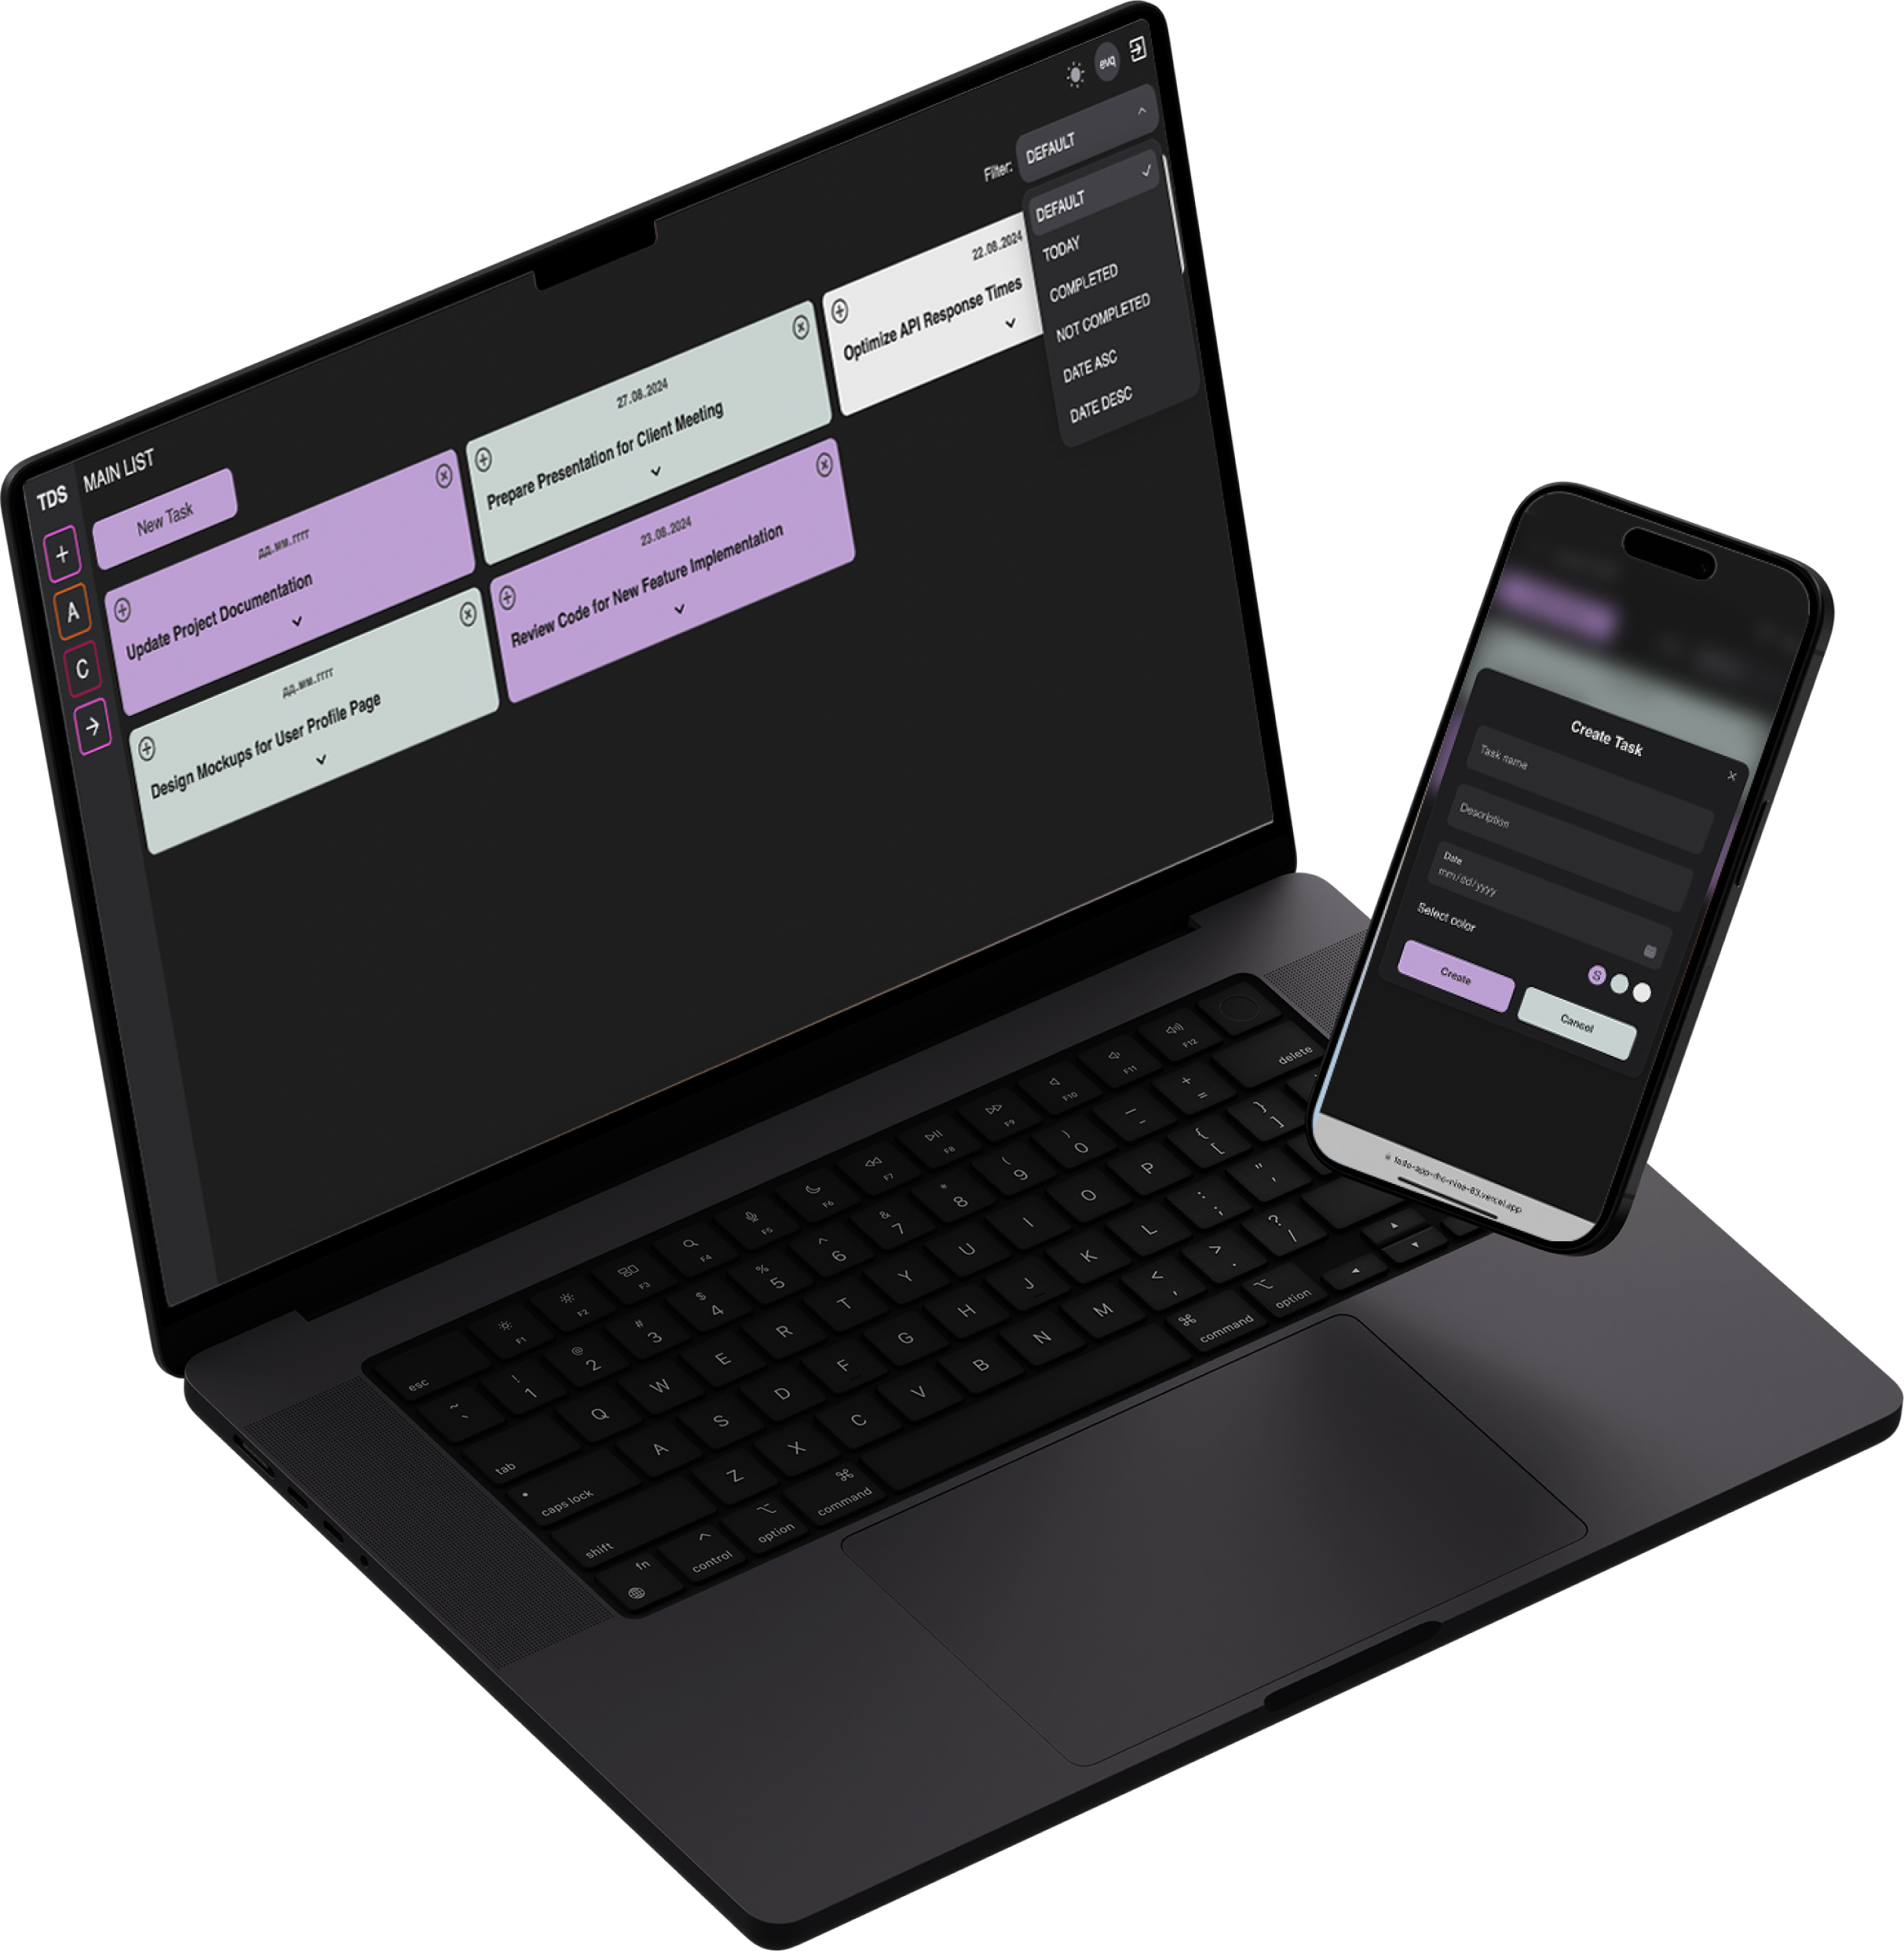 TDS
MAIN LIST
evq
Filter:
DEFAULT
DEFAULT
TODAY
COMPLETED
NOT COMPLETED
DATE ASC
DATE DESC
New Task
+
A
C
→
дд.мм.гггг
Update Project Documentation
27.08.2024
Prepare Presentation for Client Meeting
22.08.2024
Optimize API Response Times
дд.мм.гггг
Design Mockups for User Profile Page
23.08.2024
Review Code for New Feature Implementation
Create Task
Task name
Description
Date
mm/dd/yyyy
Select color
S
Create
Cancel
esc F1 F2 F3 F4 F5 F6 F7 F8 F9 F10 F11 F12
~ ` ! 1 @ 2 # 3 $ 4 % 5 ^ 6 & 7 * 8 ( 9 ) 0 — - + = delete
tab Q W E R T Y U I O P { [ } ]
caps lock A S D F G H J K L : ; " '
shift Z X C V B N M < , > . ? /
fn control option command command option